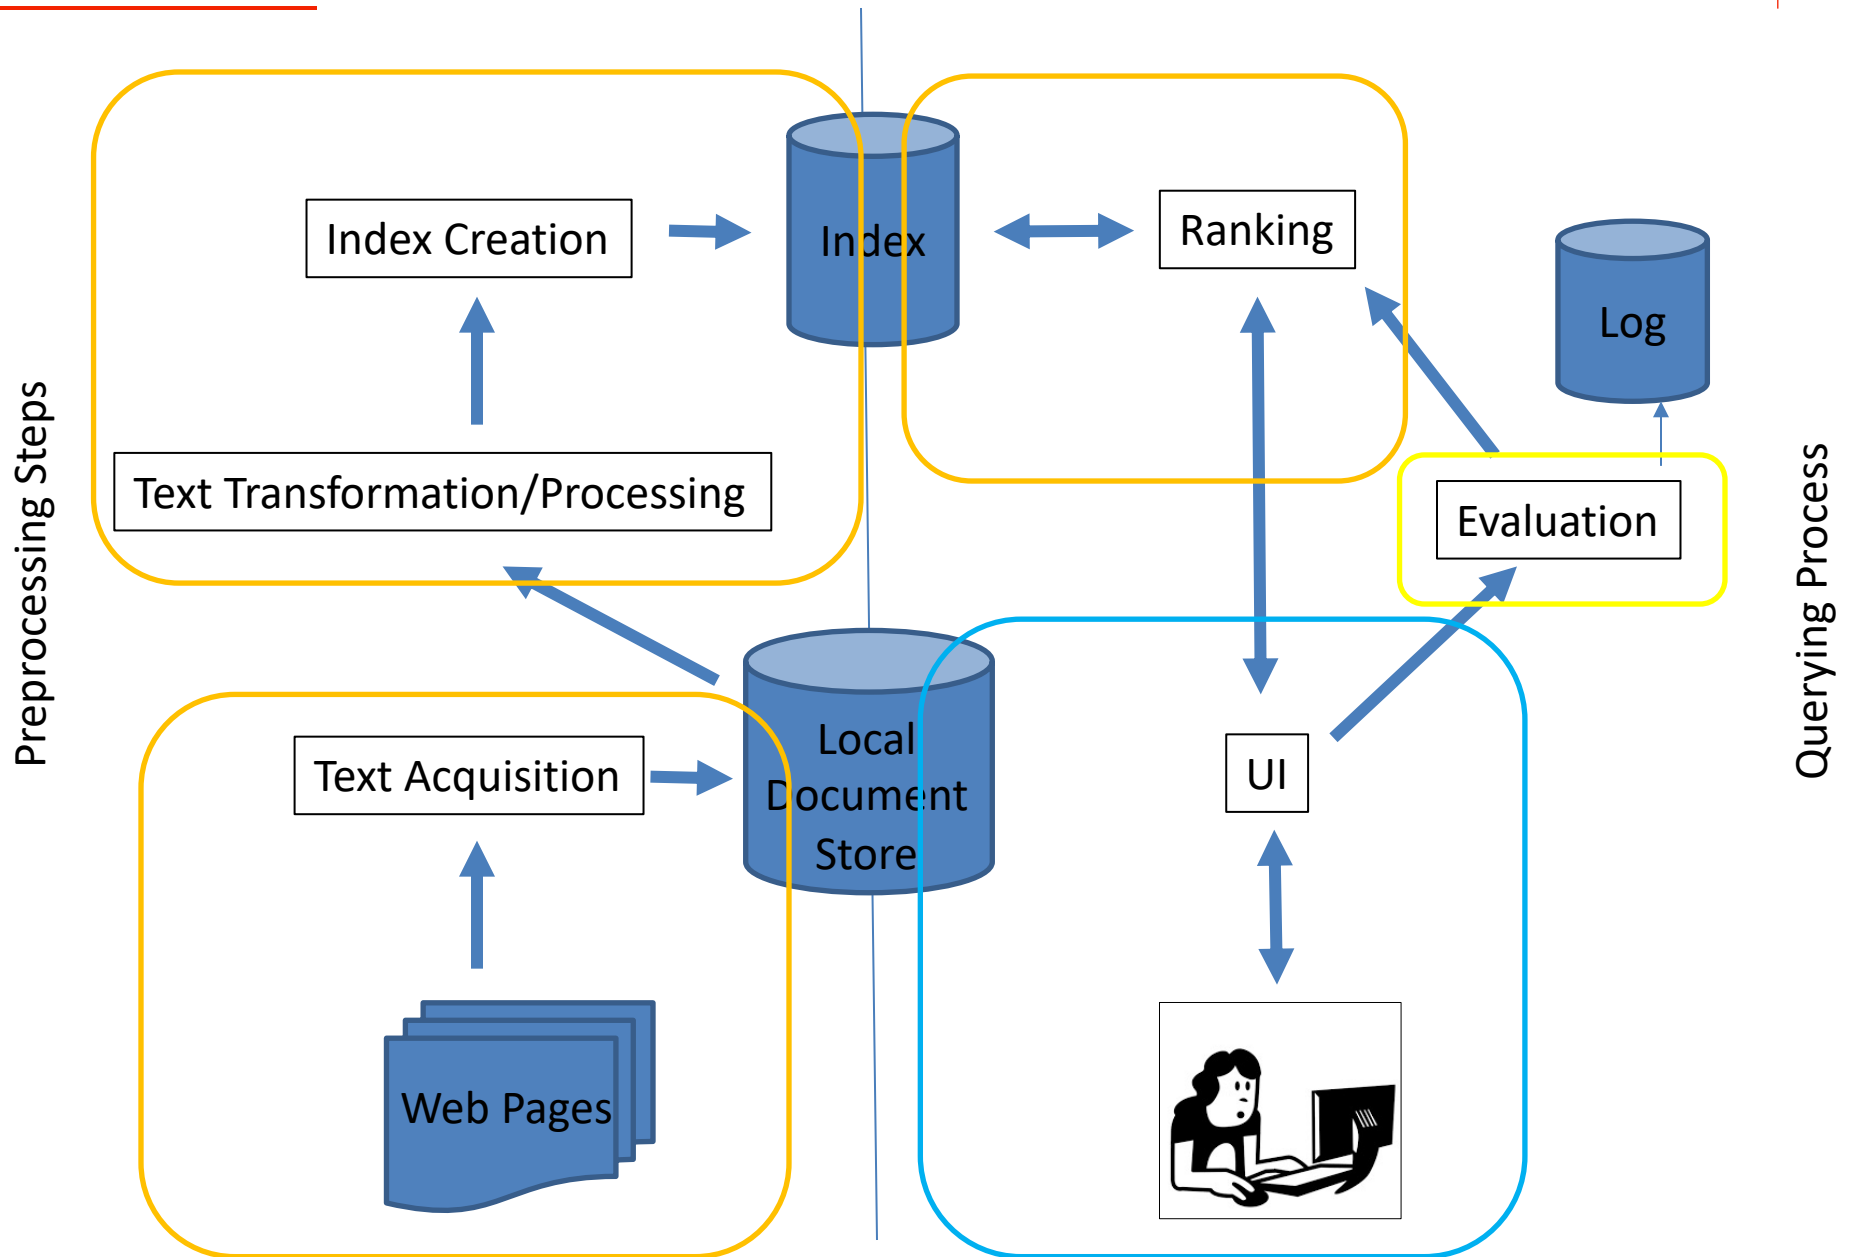 Preprocessing Steps
Index Creation
Index
Ranking
Log
Text Transformation/Processing
Evaluation
Querying Process
Text Acquisition
Local
Document
Store
UI
Web Pages